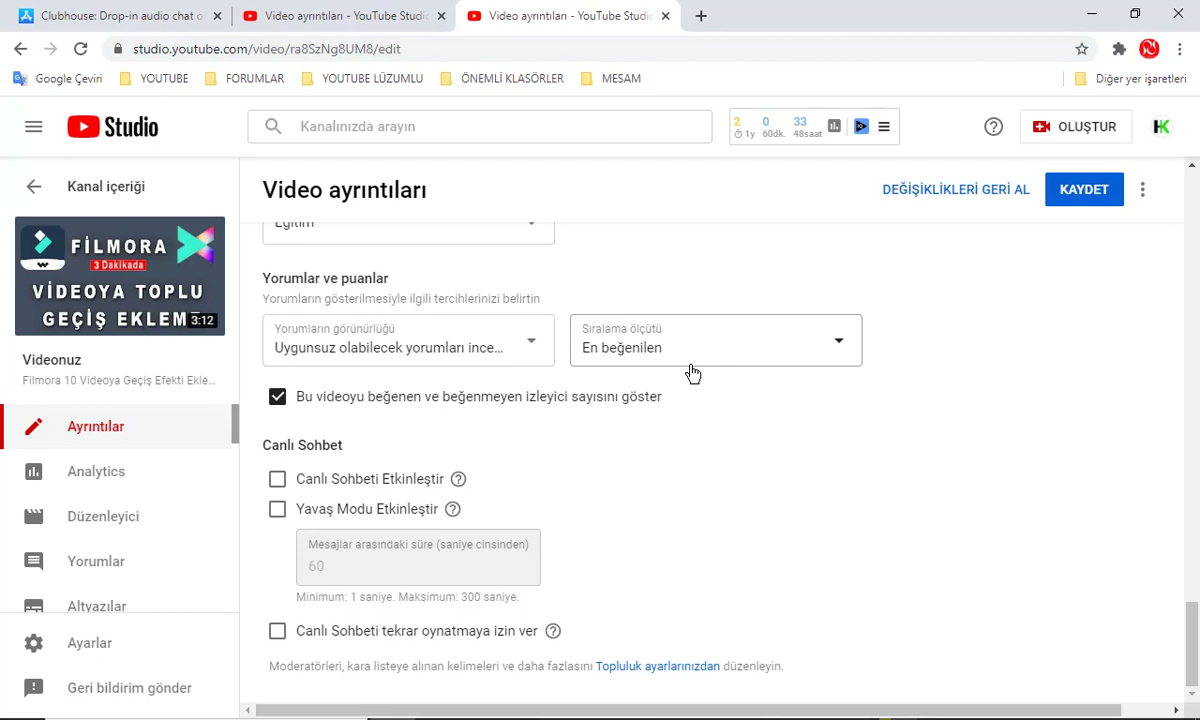 Clubhouse: Drop-in audio chat o
Video ayrıntıları - YouTube Studi
Video ayrıntıları - YouTube Studi
studio.youtube.com/video/ra8SzNg8UM8/edit
Google Çeviri
YOUTUBE
FORUMLAR
YOUTUBE LÜZUMLU
ÖNEMLİ KLASÖRLER
MESAM
Diğer yer işaretleri
Studio
Kanalınızda arayın
2 0 33
1y 60dk. 48saat
OLUŞTUR
HK
Kanal içeriği
Video ayrıntıları
DEĞİŞİKLİKLERİ GERİ AL
KAYDET
FİLMORA
3 Dakikada
VİDEOYA TOPLU
GEÇİŞ EKLEM
3:12
Videonuz
Filmora 10 Videoya Geçiş Efekti Ekle...
Ayrıntılar
Analytics
Düzenleyici
Yorumlar
Altyazılar
Ayarlar
Geri bildirim gönder
Eğitim
Yorumlar ve puanlar
Yorumların gösterilmesiyle ilgili tercihlerinizi belirtin
Yorumların görünürlüğü
Uygunsuz olabilecek yorumları ince...
Sıralama ölçütü
En beğenilen
Bu videoyu beğenen ve beğenmeyen izleyici sayısını göster
Canlı Sohbet
Canlı Sohbeti Etkinleştir
Yavaş Modu Etkinleştir
Mesajlar arasındaki süre (saniye cinsinden)
60
Minimum: 1 saniye. Maksimum: 300 saniye.
Canlı Sohbeti tekrar oynatmaya izin ver
Moderatörleri, kara listeye alınan kelimeleri ve daha fazlasını Topluluk ayarlarınızdan düzenleyin.